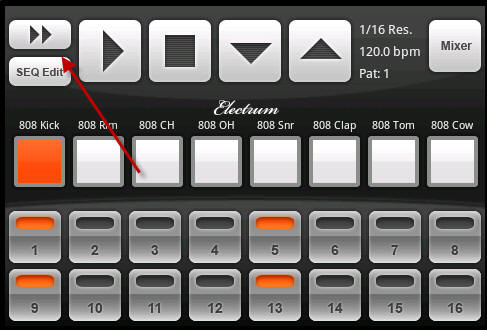 1/16 Res.
120.0 bpm
Pat: 1
Mixer
SEQ Edit
Electrum
808 Kick 808 Rim 808 CH 808 OH 808 Snr 808 Clap 808 Tom 808 Cow
1 2 3 4 5 6 7 8
9 10 11 12 13 14 15 16